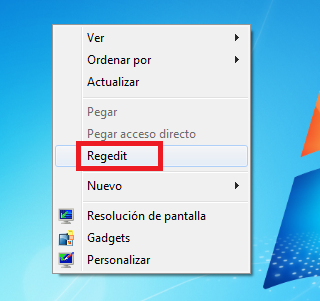 Ver
Ordenar por
Actualizar
Pegar
Pegar acceso directo
Regedit
Nuevo
Resolución de pantalla
Gadgets
Personalizar